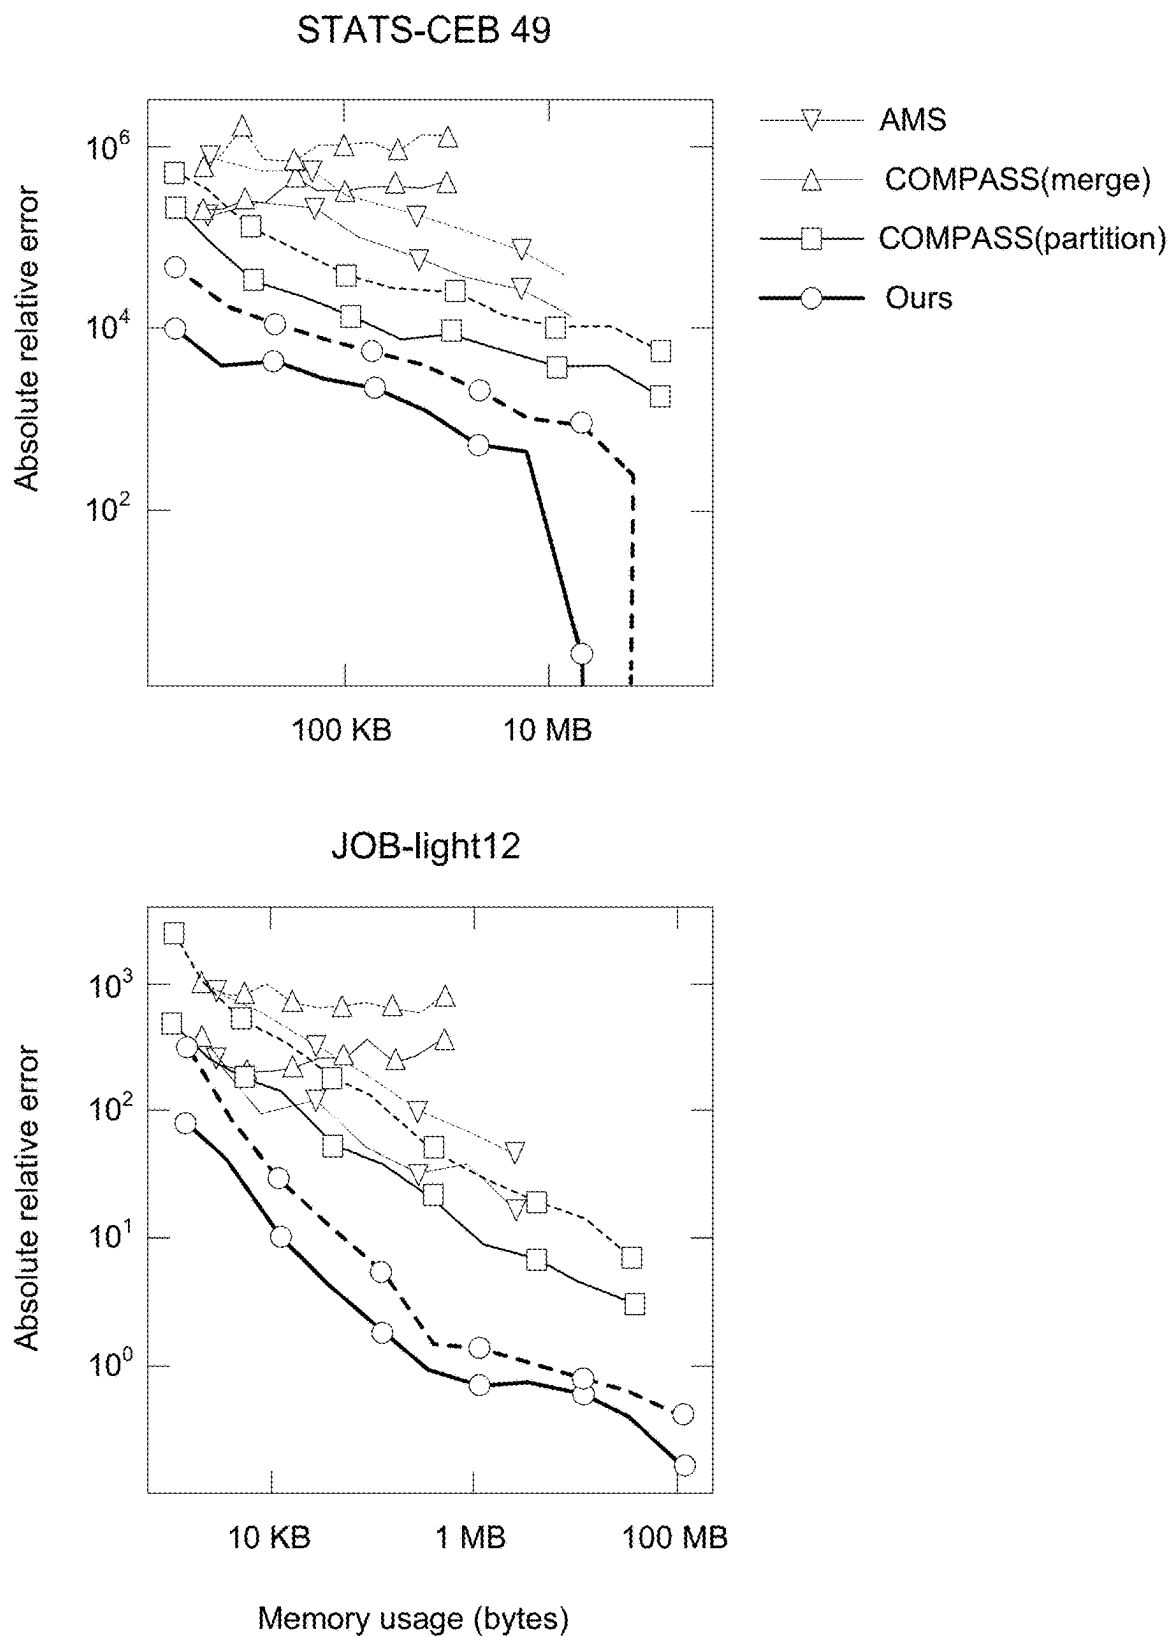 STATS-CEB 49
Absolute relative error
10^6
10^4
10^2
100 KB
10 MB
AMS
COMPASS(merge)
COMPASS(partition)
Ours
JOB-light12
Absolute relative error
10^3
10^2
10^1
10^0
10 KB
1 MB
100 MB
Memory usage (bytes)